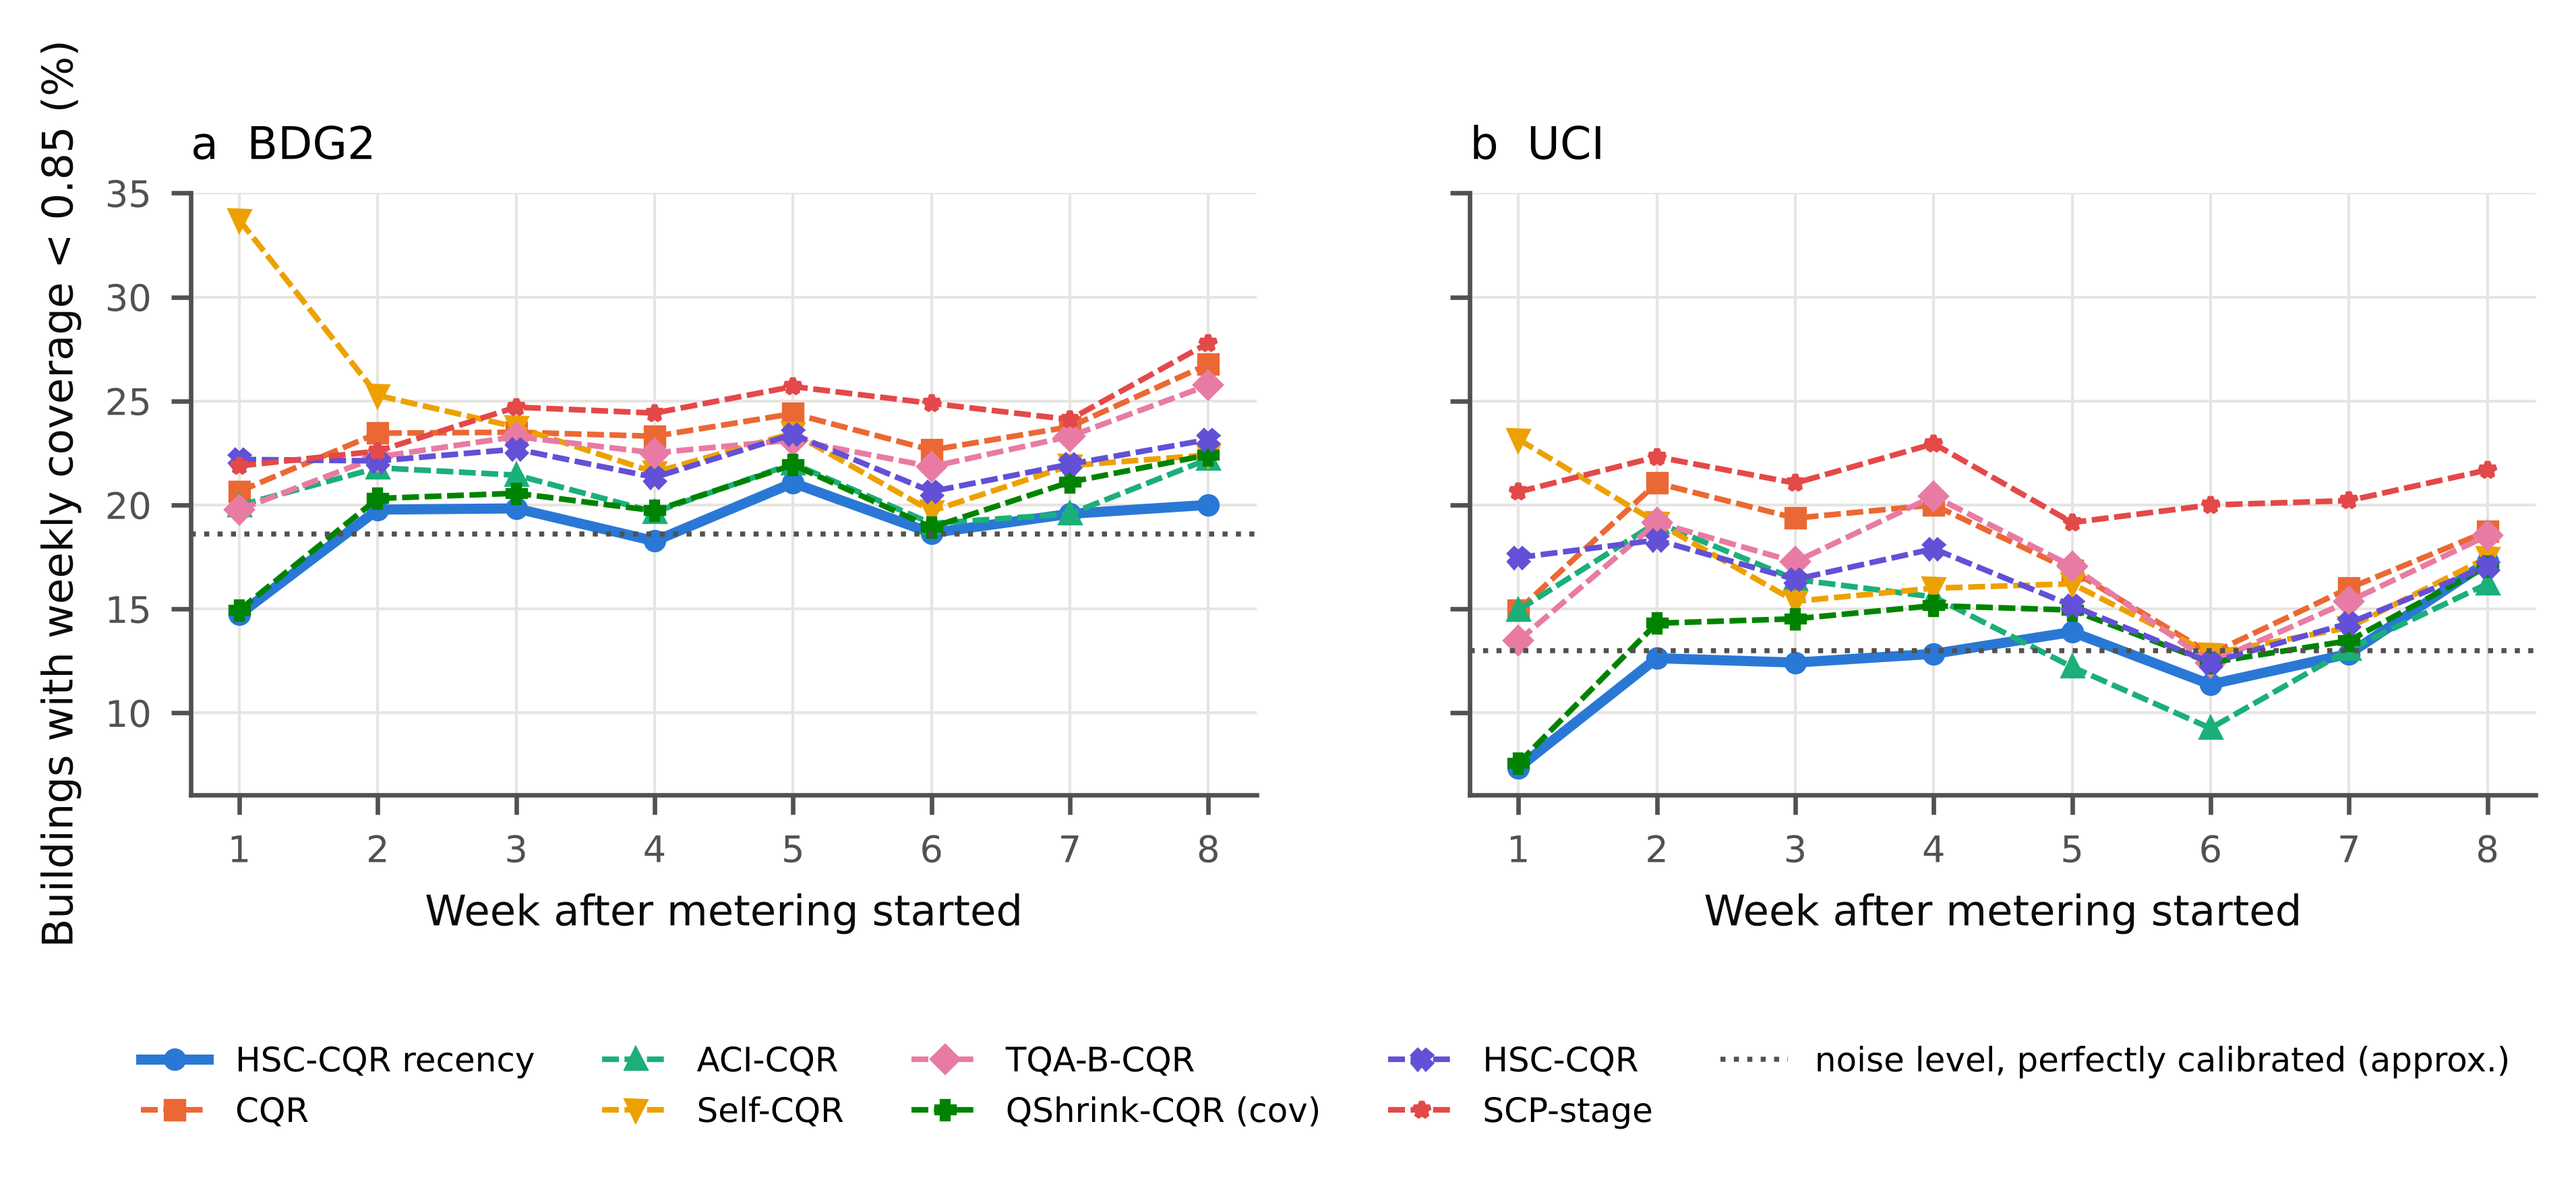 Buildings with weekly coverage < 0.85 (%)
a BDG2
35
30
25
20
15
10
1 2 3 4 5 6 7 8
Week after metering started
b UCI
1 2 3 4 5 6 7 8
Week after metering started
HSC-CQR recency
CQR
ACI-CQR
Self-CQR
TQA-B-CQR
QShrink-CQR (cov)
HSC-CQR
SCP-stage
noise level, perfectly calibrated (approx.)